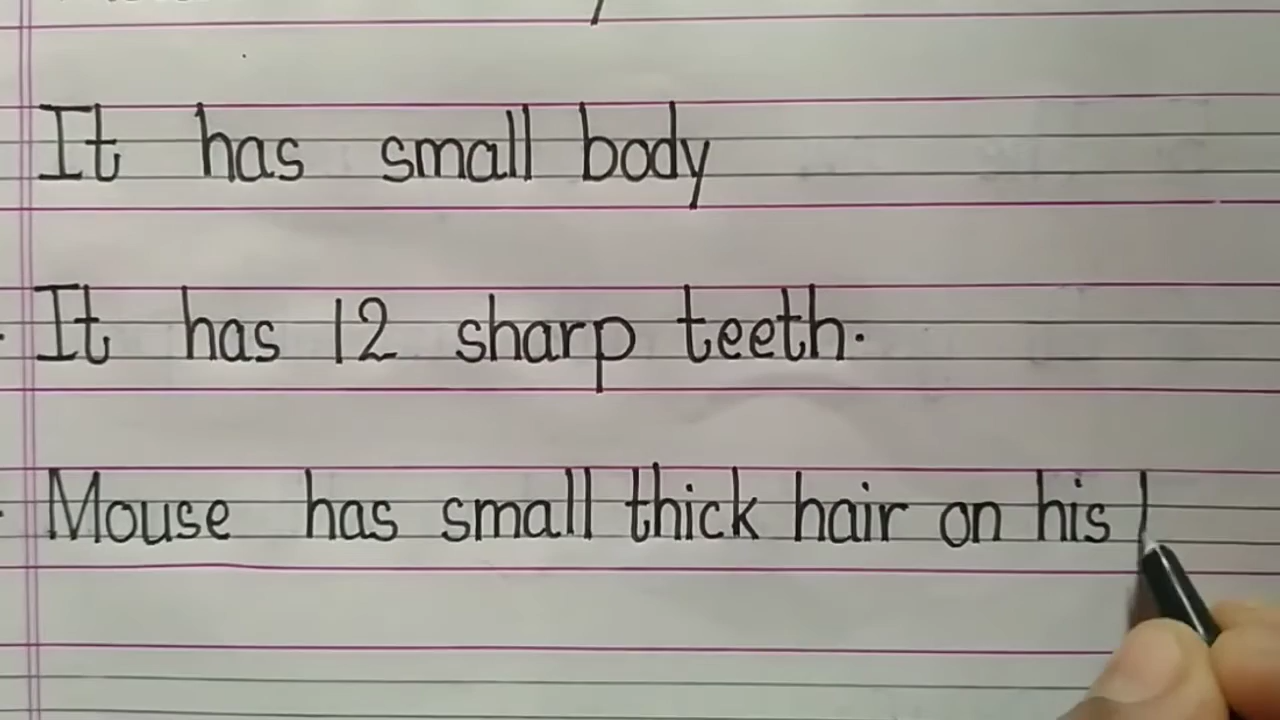 It has small body
It has 12 sharp teeth.
Mouse has small thick hair on his